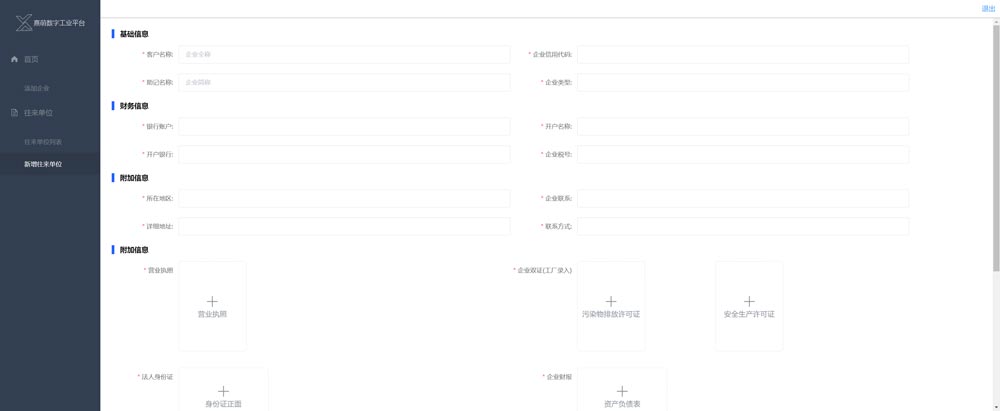 退出
嘉萌数字工业平台
首页
添加企业
往来单位
往来单位列表
新增往来单位
基础信息
* 客户名称: 企业全称
* 企业信用代码:
* 助记名称: 企业简称
* 企业类型:
财务信息
* 银行账户:
* 开户名称:
* 开户银行:
* 企业税号:
附加信息
* 所在地区:
* 企业联系:
* 详细地址:
* 联系方式:
附加信息
* 营业执照
营业执照
* 企业双证(工厂录入)
污染物排放许可证
安全生产许可证
* 法人身份证
身份证正面
* 企业财报
资产负债表